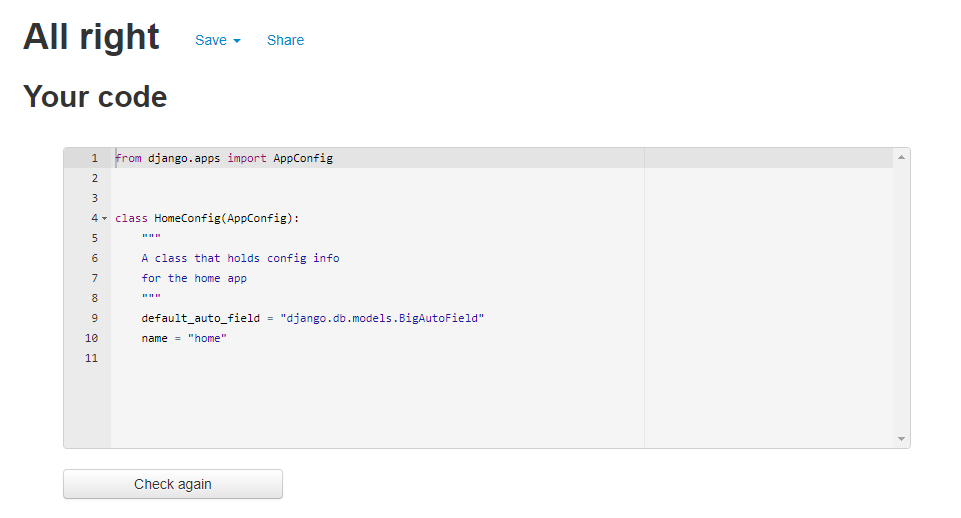 All right Save Share
Your code
1 from django.apps import AppConfig
2
3
4 class HomeConfig(AppConfig):
5     """
6     A class that holds config info
7     for the home app
8     """
9     default_auto_field = "django.db.models.BigAutoField"
10     name = "home"
11
Check again